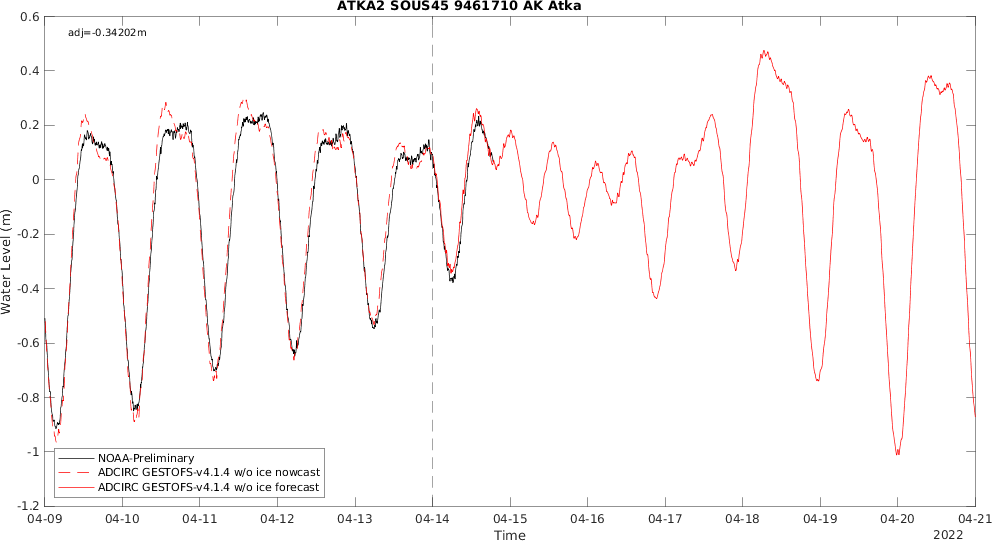 ATKA2 SOUS45 9461710 AK Atka
adj=-0.34202m
0.6
0.4
0.2
0
-0.2
-0.4
-0.6
-0.8
-1
-1.2
Water Level (m)
NOAA-Preliminary
ADCIRC GESTOFS-v4.1.4 w/o ice nowcast
ADCIRC GESTOFS-v4.1.4 w/o ice forecast
04-09 04-10 04-11 04-12 04-13 04-14 04-15 04-16 04-17 04-18 04-19 04-20 04-21
Time
2022